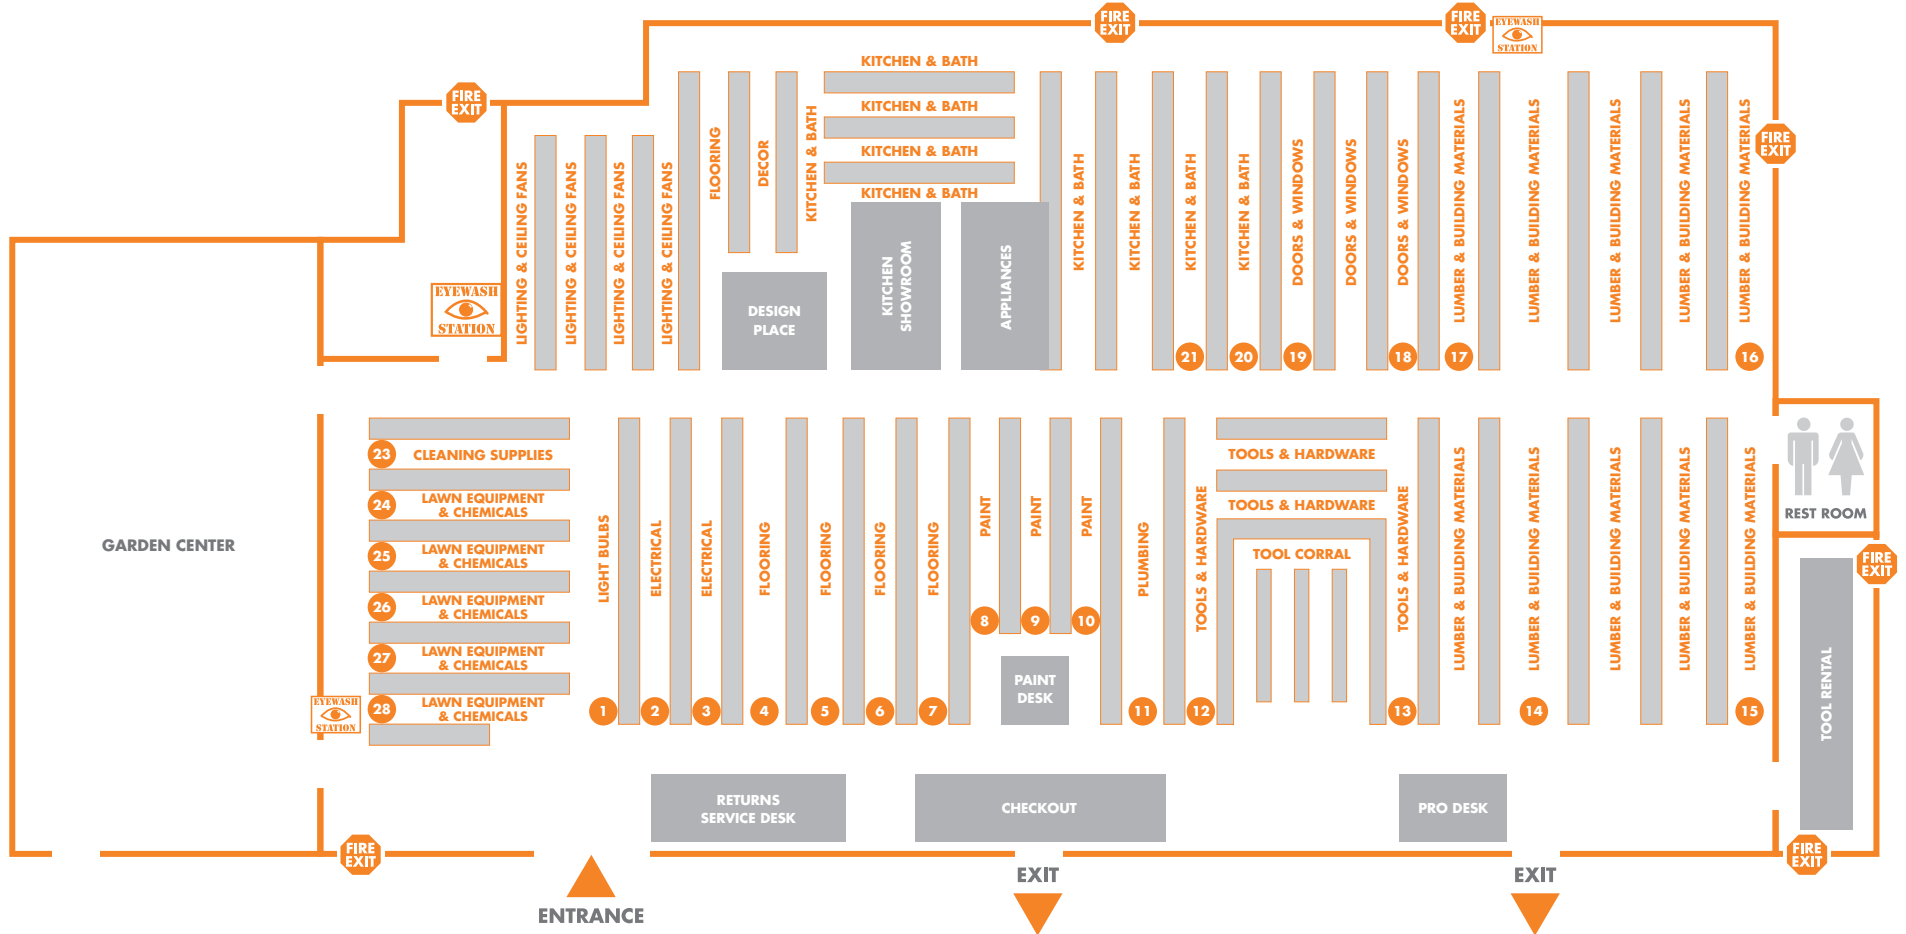 FIRE
EXIT
FIRE
EXIT
EYEWASH
STATION
FIRE
EXIT
FIRE
EXIT
KITCHEN & BATH
KITCHEN & BATH
KITCHEN & BATH
KITCHEN & BATH
EYEWASH
STATION
LIGHTING & CEILING FANS
LIGHTING & CEILING FANS
LIGHTING & CEILING FANS
LIGHTING & CEILING FANS
FLOORING
DECOR
KITCHEN & BATH
DESIGN
PLACE
KITCHEN
SHOWROOM
APPLIANCES
KITCHEN & BATH
KITCHEN & BATH
KITCHEN & BATH
21
KITCHEN & BATH
20
DOORS & WINDOWS
19
DOORS & WINDOWS
DOORS & WINDOWS
18
LUMBER & BUILDING MATERIALS
17
LUMBER & BUILDING MATERIALS
LUMBER & BUILDING MATERIALS
LUMBER & BUILDING MATERIALS
LUMBER & BUILDING MATERIALS
16
GARDEN CENTER
23 CLEANING SUPPLIES
24 LAWN EQUIPMENT
& CHEMICALS
25 LAWN EQUIPMENT
& CHEMICALS
26 LAWN EQUIPMENT
& CHEMICALS
27 LAWN EQUIPMENT
& CHEMICALS
28 LAWN EQUIPMENT
& CHEMICALS
EYEWASH
STATION
LIGHT BULBS
1
ELECTRICAL
2
ELECTRICAL
3
FLOORING
4
FLOORING
5
FLOORING
6
FLOORING
7
PAINT
8
PAINT
9
PAINT
10
PAINT
DESK
PLUMBING
11
TOOLS & HARDWARE
12
TOOLS & HARDWARE
TOOLS & HARDWARE
TOOL CORRAL
TOOLS & HARDWARE
13
LUMBER & BUILDING MATERIALS
LUMBER & BUILDING MATERIALS
14
LUMBER & BUILDING MATERIALS
LUMBER & BUILDING MATERIALS
LUMBER & BUILDING MATERIALS
15
REST ROOM
FIRE
EXIT
TOOL RENTAL
RETURNS
SERVICE DESK
CHECKOUT
PRO DESK
FIRE
EXIT
FIRE
EXIT
ENTRANCE
EXIT
EXIT